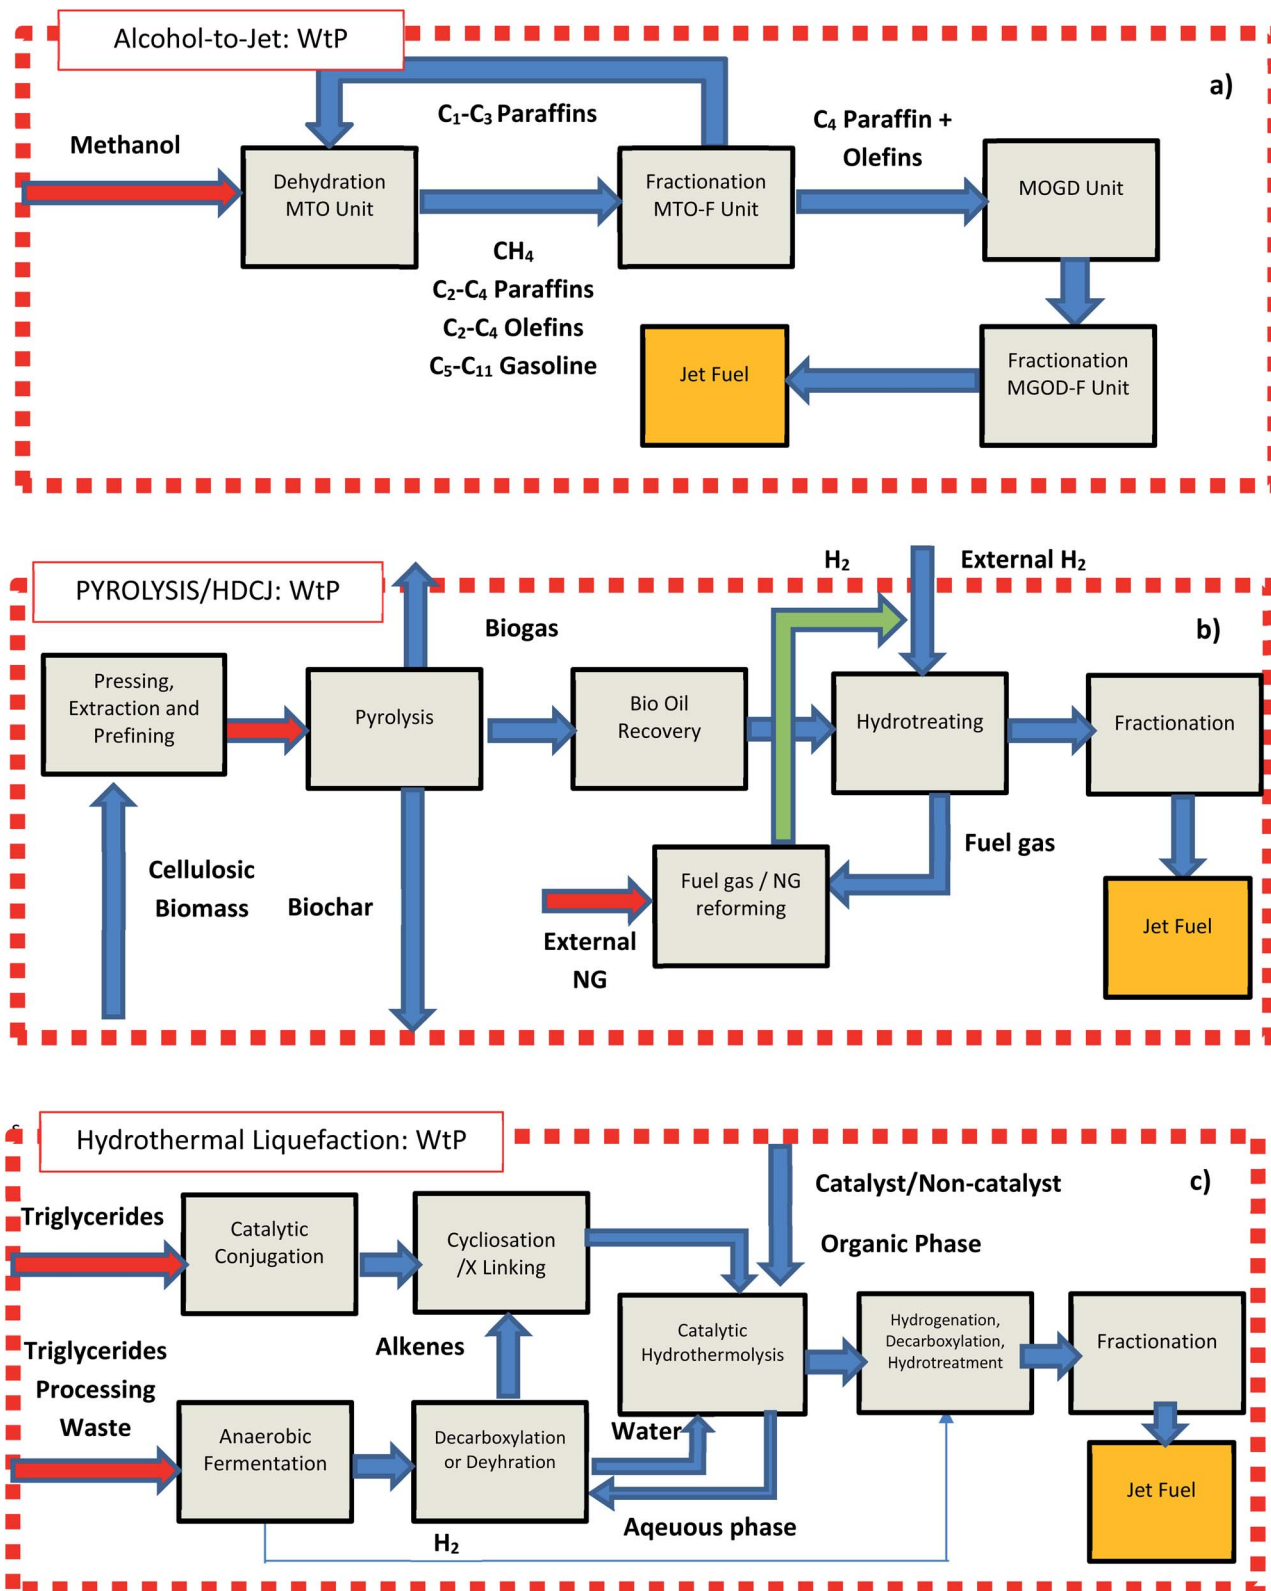 Alcohol-to-Jet: WtP
a)
C₁-C₃ Paraffins
C₄ Paraffin +
Olefins
Methanol
Dehydration
MTO Unit
Fractionation
MTO-F Unit
MOGD Unit
CH₄
C₂-C₄ Paraffins
C₂-C₄ Olefins
C₅-C₁₁ Gasoline
Jet Fuel
Fractionation
MGOD-F Unit
PYROLYSIS/HDCJ: WtP
H₂
External H₂
b)
Biogas
Pressing,
Extraction and
Prefining
Pyrolysis
Bio Oil
Recovery
Hydrotreating
Fractionation
Cellulosic
Biomass
Biochar
Fuel gas
External
NG
Fuel gas / NG
reforming
Jet Fuel
Hydrothermal Liquefaction: WtP
c)
Catalyst/Non-catalyst
Organic Phase
Triglycerides
Catalytic
Conjugation
Cycliosation
/X Linking
Catalytic
Hydrothermolysis
Hydrogenation,
Decarboxylation,
Hydrotreatment
Fractionation
Alkenes
Triglycerides
Processing
Waste
Anaerobic
Fermentation
Decarboxylation
or Deyhration
Water
Aqeuous phase
H₂
Jet Fuel